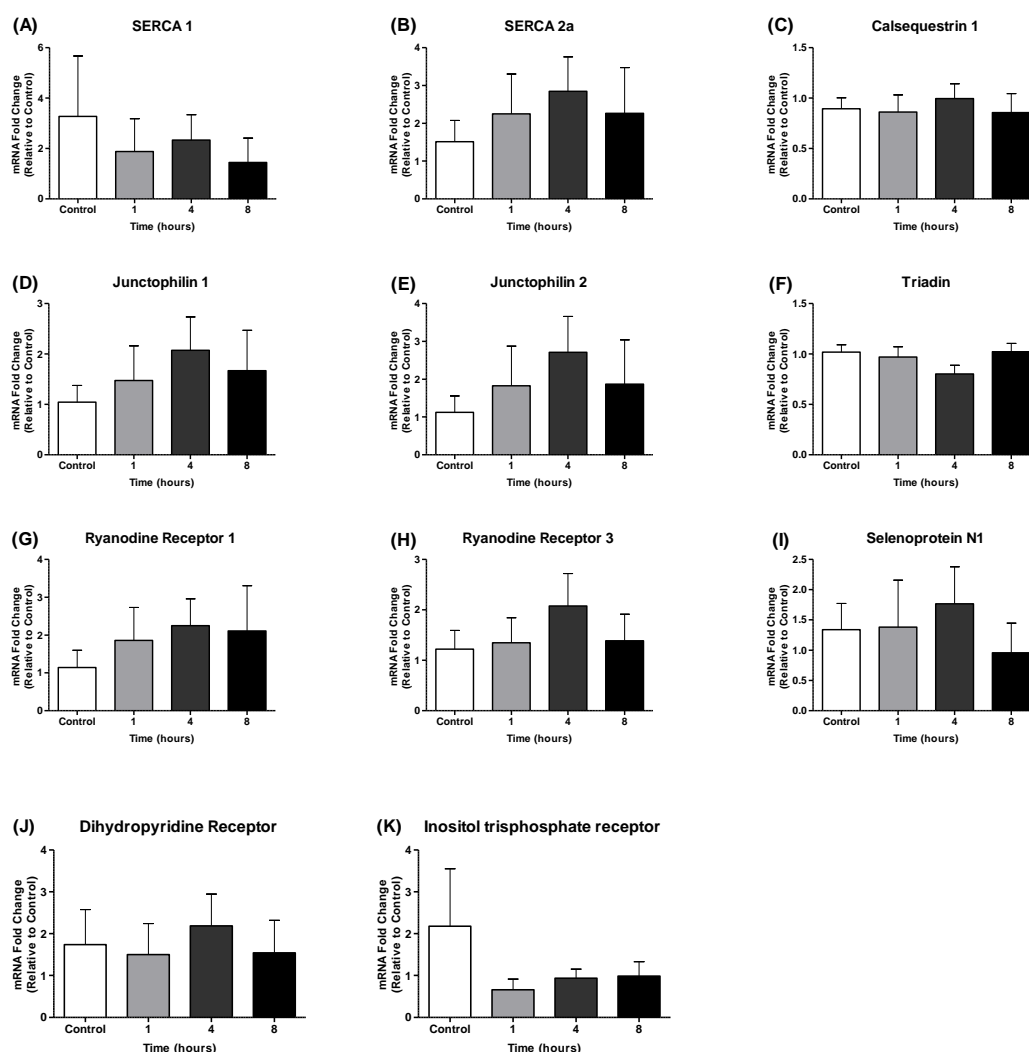 (A)
SERCA 1
mRNA Fold Change
(Relative to Control)
6
4
2
0
Control 1 4 8
Time (hours)
(B)
SERCA 2a
mRNA Fold Change
(Relative to Control)
4
3
2
1
0
Control 1 4 8
Time (hours)
(C)
Calsequestrin 1
mRNA Fold Change
(Relative to Control)
1.5
1.0
0.5
0.0
Control 1 4 8
Time (hours)
(D)
Junctophilin 1
mRNA Fold Change
(Relative to Control)
3
2
1
0
Control 1 4 8
Time (hours)
(E)
Junctophilin 2
mRNA Fold Change
(Relative to Control)
4
3
2
1
0
Control 1 4 8
Time (hours)
(F)
Triadin
mRNA Fold Change
(Relative to Control)
1.5
1.0
0.5
0.0
Control 1 4 8
Time (hours)
(G)
Ryanodine Receptor 1
mRNA Fold Change
(Relative to Control)
4
3
2
1
0
Control 1 4 8
Time (hours)
(H)
Ryanodine Receptor 3
mRNA Fold Change
(Relative to Control)
3
2
1
0
Control 1 4 8
Time (hours)
(I)
Selenoprotein N1
mRNA Fold Change
(Relative to Control)
2.5
2.0
1.5
1.0
0.5
0.0
Control 1 4 8
Time (hours)
(J)
Dihydropyridine Receptor
mRNA Fold Change
(Relative to Control)
4
3
2
1
0
Control 1 4 8
Time (hours)
(K)
Inositol trisphosphate receptor
mRNA Fold Change
(Relative to Control)
4
3
2
1
0
Control 1 4 8
Time (hours)